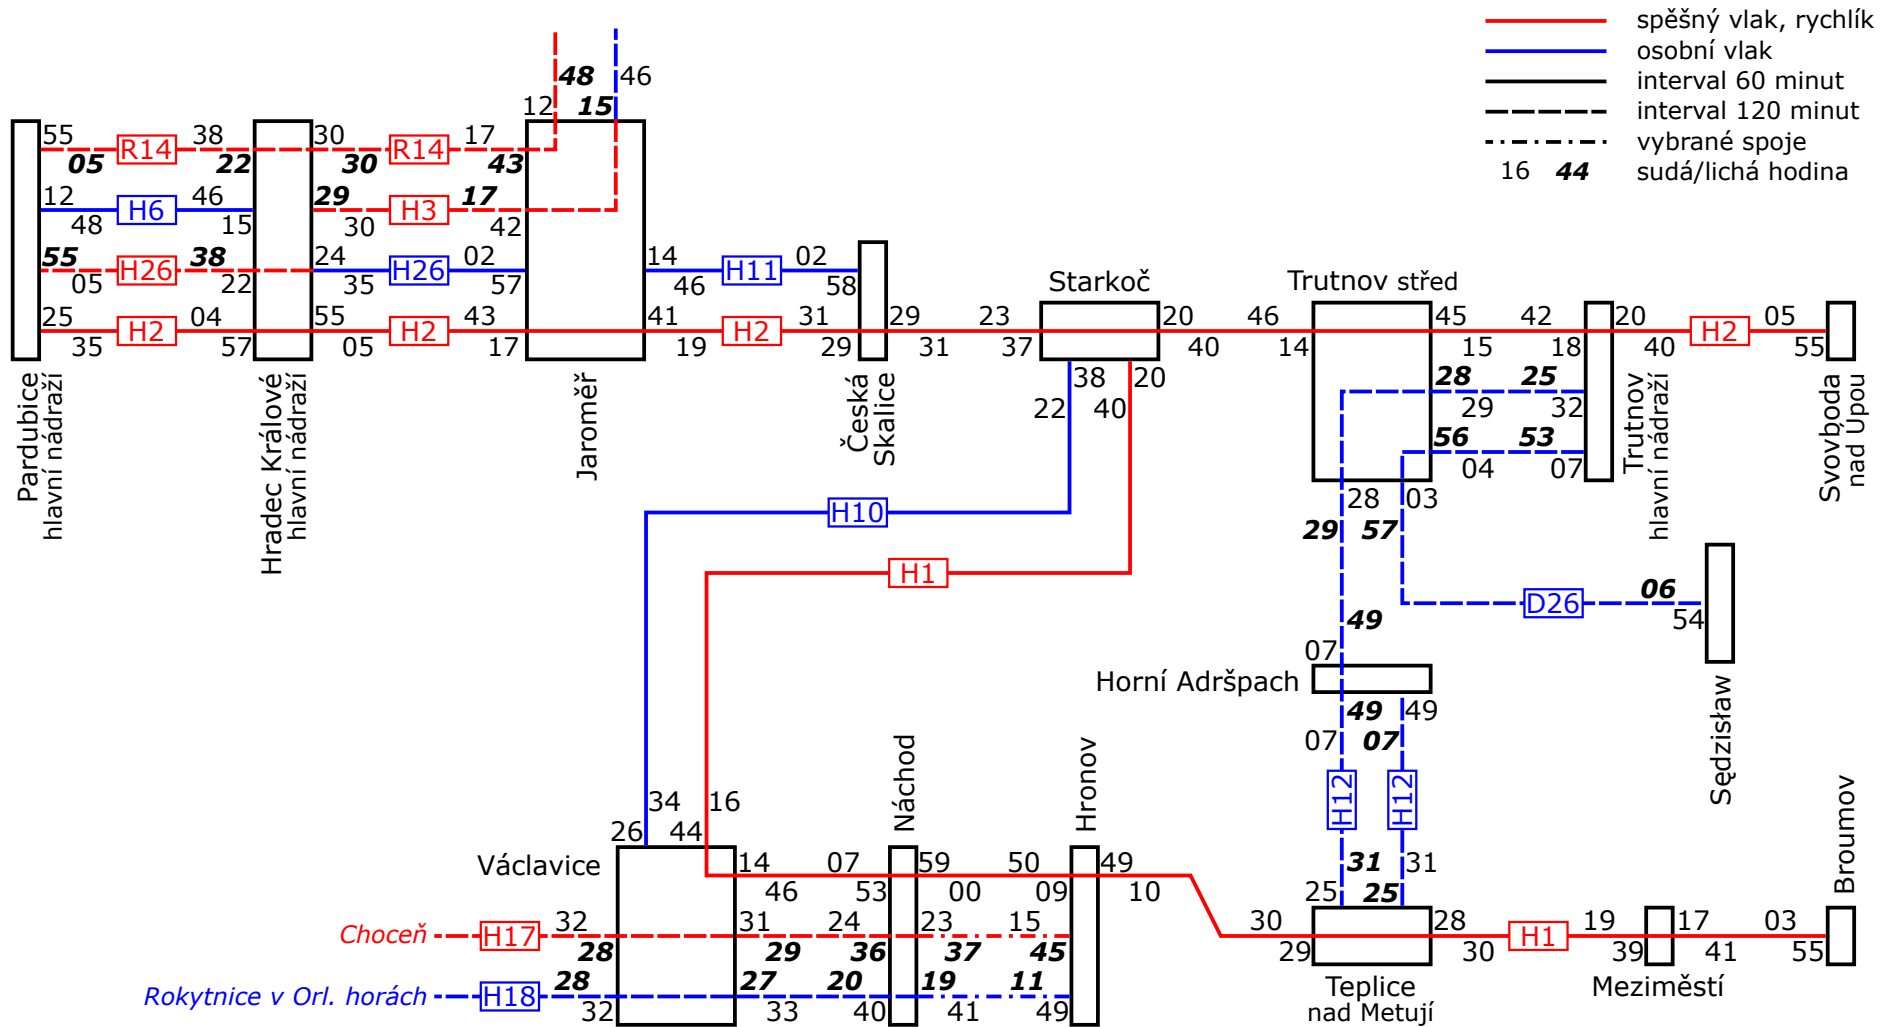 spěšný vlak, rychlík
osobní vlak
interval 60 minut
interval 120 minut
vybrané spoje
16 44 sudá/lichá hodina
48 46
12 15
55 R14 38 30 R14 17
05 22 30 43
12 H6 46 29 H3 17
48 15 30 42
55 H26 38 24 H26 02 14 H11 02
05 22 35 57 46 58
Starkoč
Trutnov střed
25 H2 04 55 H2 43 41 H2 31 29 23 20 46 45 42 20 H2 05
35 57 05 17 19 29 31 37 40 14 15 18 40 55
Pardubice
hlavní nádraží
Hradec Králové
hlavní nádraží
Jaroměř
Česká
Skalice
Trutnov
hlavní nádraží
Svovboda
nad Úpou
38 20
22 40
28 25
29 32
56 53
04 07
28 03
29 57
H10
H1
D26 06
54
Sędzisław
49
07
Horní Adršpach
49 49
07 07
H12 H12
31 31
25 25
34 16
26 44
Václavice
Náchod
Hronov
14 07 59 50 49
46 53 00 09 10
30 28 H1 19 17 03
29 30 39 41 55
Teplice
nad Metují
Meziměstí
Broumov
Choceň H17 32 31 24 23 15
28 29 36 37 45
Rokytnice v Orl. horách H18 28 27 20 19 11
32 33 40 41 49